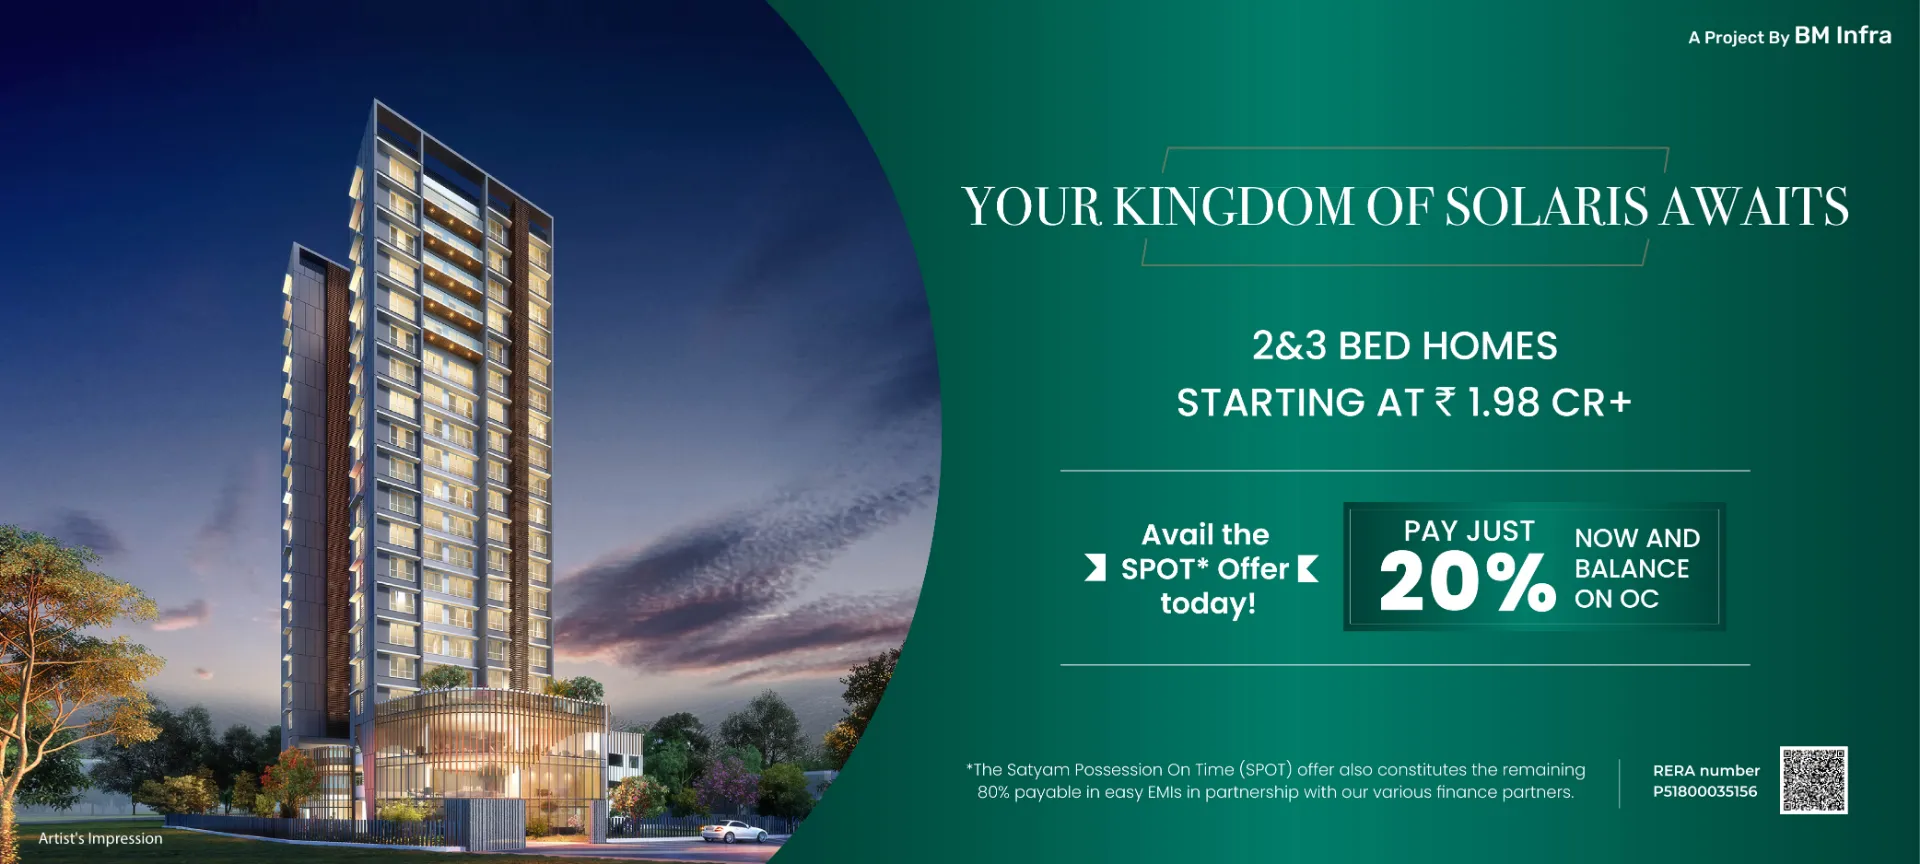 A Project By BM Infra
YOUR KINGDOM OF SOLARIS AWAITS
2&3 BED HOMES
STARTING AT ₹ 1.98 CR+
Avail the
SPOT* Offer
today!
PAY JUST
20%
NOW AND
BALANCE
ON OC
*The Satyam Possession On Time (SPOT) offer also constitutes the remaining
80% payable in easy EMIs in partnership with our various finance partners.
RERA number
P51800035156
Artist's Impression